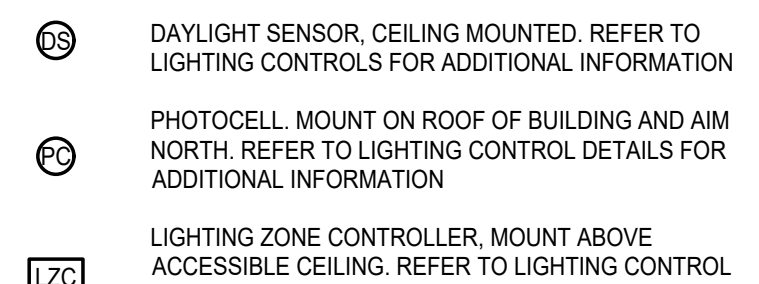 DS
DAYLIGHT SENSOR, CEILING MOUNTED. REFER TO
LIGHTING CONTROLS FOR ADDITIONAL INFORMATION
PC
PHOTOCELL. MOUNT ON ROOF OF BUILDING AND AIM
NORTH. REFER TO LIGHTING CONTROL DETAILS FOR
ADDITIONAL INFORMATION
LZC
LIGHTING ZONE CONTROLLER, MOUNT ABOVE
ACCESSIBLE CEILING. REFER TO LIGHTING CONTROL